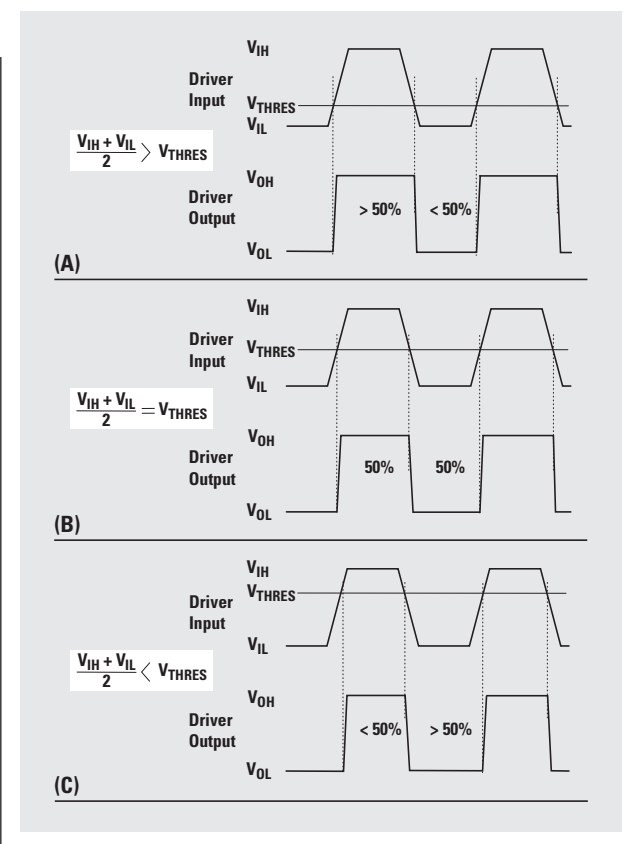 V_IH
Driver
Input
V_THRES
V_IL
V_IH + V_IL
2
> V_THRES
V_OH
Driver
Output
> 50% < 50%
V_OL
(A)
V_IH
Driver
Input
V_THRES
V_IL
V_IH + V_IL
2
= V_THRES
V_OH
Driver
Output
50% 50%
V_OL
(B)
V_IH
V_THRES
Driver
Input
V_IL
V_IH + V_IL
2
< V_THRES
V_OH
Driver
Output
< 50% > 50%
V_OL
(C)